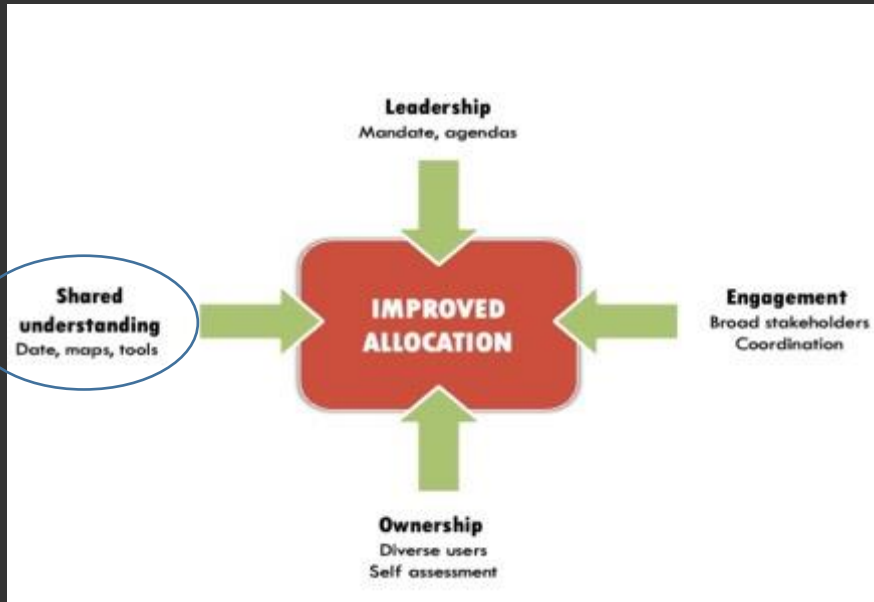 Leadership
Mandate, agendas
Shared
understanding
Date, maps, tools
IMPROVED
ALLOCATION
Engagement
Broad stakeholders
Coordination
Ownership
Diverse users
Self assessment